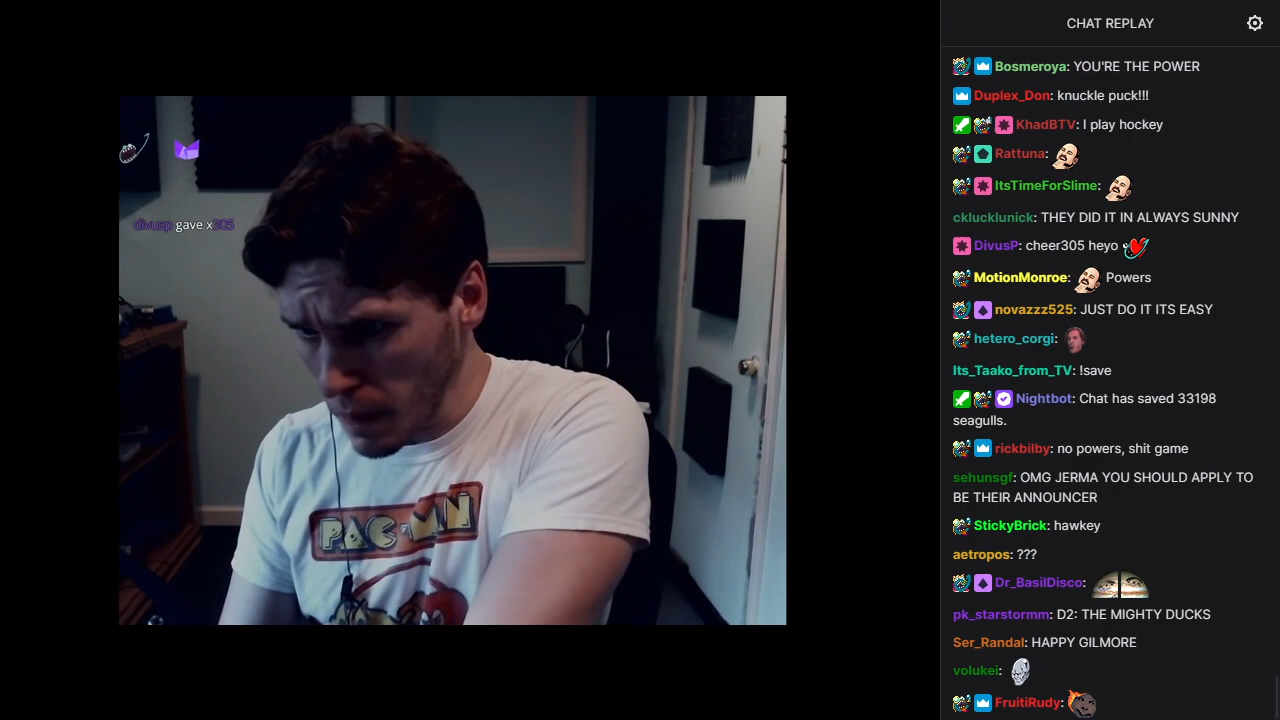 divusp gave x305
PAC-MAN
CHAT REPLAY
Bosmeroya: YOU'RE THE POWER
Duplex_Don: knuckle puck!!!
KhadBTV: I play hockey
Rattuna:
ItsTimeForSlime:
cklucklunick: THEY DID IT IN ALWAYS SUNNY
DivusP: cheer305 heyo
MotionMonroe: Powers
novazzz525: JUST DO IT ITS EASY
hetero_corgi:
Its_Taako_from_TV: !save
Nightbot: Chat has saved 33198
seagulls.
rickbilby: no powers, shit game
sehunsgf: OMG JERMA YOU SHOULD APPLY TO
BE THEIR ANNOUNCER
StickyBrick: hawkey
aetropos: ???
Dr_BasilDisco:
pk_starstormm: D2: THE MIGHTY DUCKS
Ser_Randal: HAPPY GILMORE
volukei:
FruitiRudy: